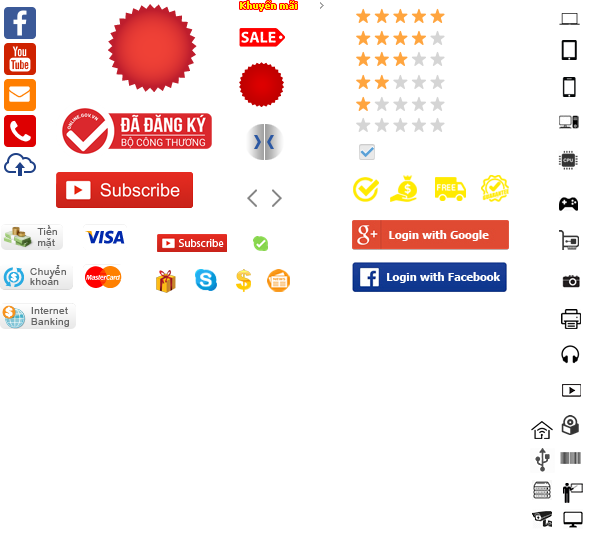 Khuyến mãi
SALE
You
Tube
ONLINE.GOV.VN
ĐÃ ĐĂNG KÝ
BỘ CÔNG THƯƠNG
Subscribe
CPU
FREE
Tiền
mặt
VISA
Subscribe
g+ Login with Google
Chuyển
khoản
MasterCard
f Login with Facebook
Internet
Banking